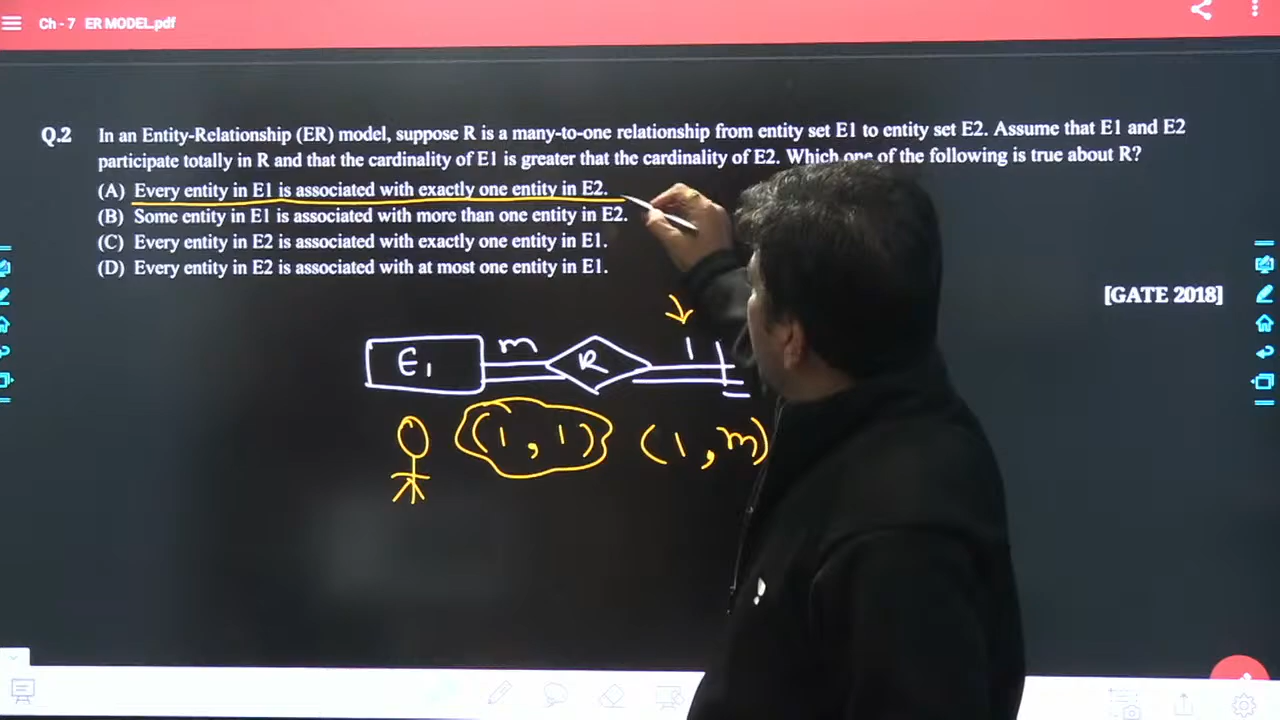 Ch - 7 ER MODEL.pdf
Q.2 In an Entity-Relationship (ER) model, suppose R is a many-to-one relationship from entity set E1 to entity set E2. Assume that E1 and E2
participate totally in R and that the cardinality of E1 is greater that the cardinality of E2. Which one of the following is true about R?
(A) Every entity in E1 is associated with exactly one entity in E2.
(B) Some entity in E1 is associated with more than one entity in E2.
(C) Every entity in E2 is associated with exactly one entity in E1.
(D) Every entity in E2 is associated with at most one entity in E1.
[GATE 2018]
E1 m R 1
(1, 1) (1, m)